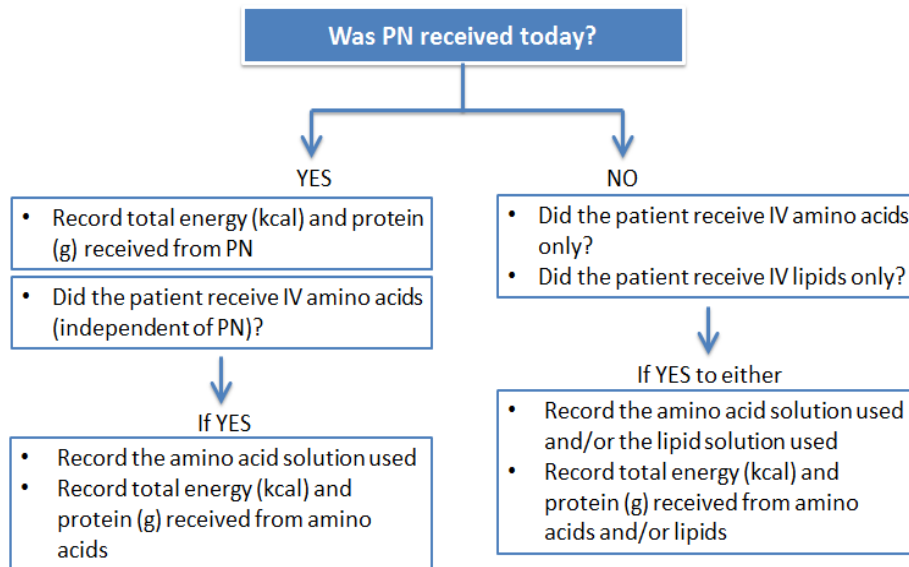 Was PN received today?
YES
• Record total energy (kcal) and protein
(g) received from PN
• Did the patient receive IV amino acids
(independent of PN)?
If YES
• Record the amino acid solution used
• Record total energy (kcal) and
protein (g) received from amino
acids
NO
• Did the patient receive IV amino acids
only?
• Did the patient receive IV lipids only?
If YES to either
• Record the amino acid solution used
and/or the lipid solution used
• Record total energy (kcal) and
protein (g) received from amino
acids and/or lipids